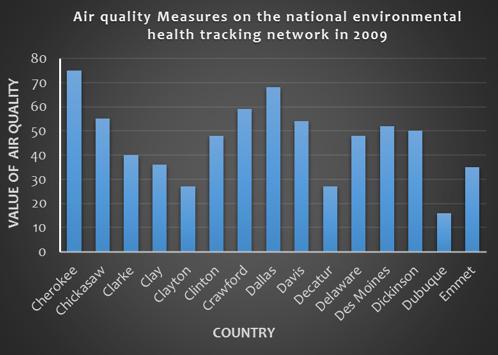 Air quality Measures on the national environmental
health tracking network in 2009
VALUE OF AIR QUALITY
80
70
60
50
40
30
20
10
0
Cherokee
Chickasaw
Clarke
Clay
Clayton
Clinton
Crawford
Dallas
Davis
Decatur
Delaware
Des Moines
Dickinson
Dubuque
Emmet
COUNTRY